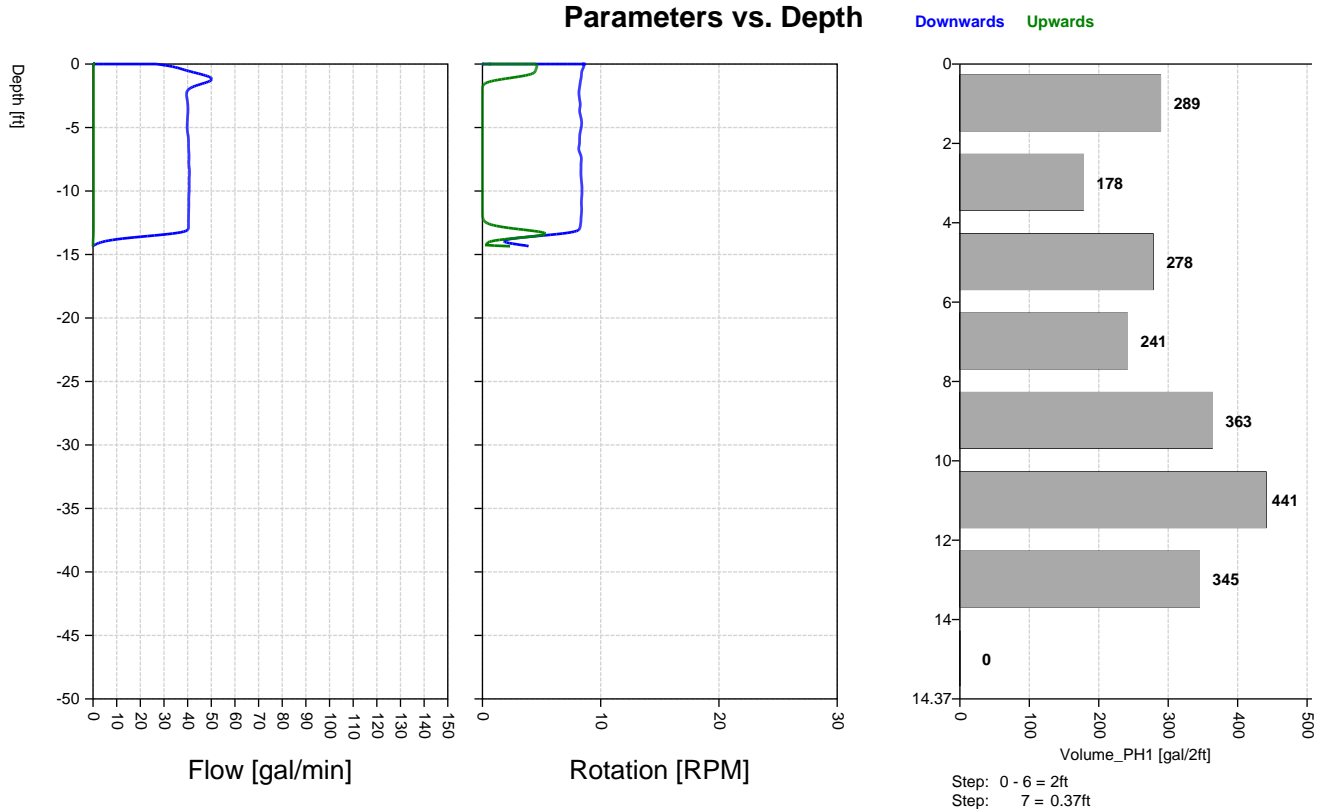 Parameters vs. Depth
Downwards Upwards
Depth [ft]
0
-5
-10
-15
-20
-25
-30
-35
-40
-45
-50
0 10 20 30 40 50 60 70 80 90 100 110 120 130 140 150
Flow [gal/min]
0 10 20 30
Rotation [RPM]
0
2
4
6
8
10
12
14
14.37
289
178
278
241
363
441
345
0
0 100 200 300 400 500
Volume_PH1 [gal/2ft]
Step: 0 - 6 = 2ft
Step: 7 = 0.37ft